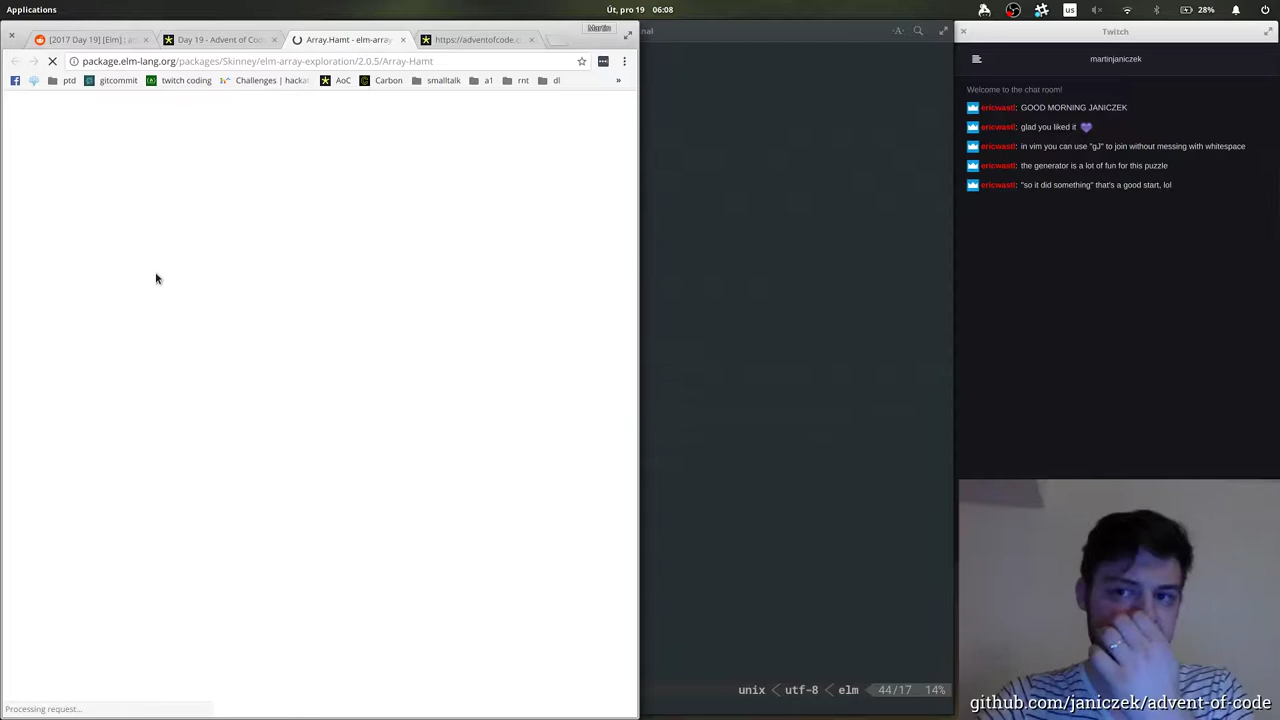 Applications
Út, pro 19 06:08
us
28%
Martin
[2017 Day 19] [Elm] : ad
Day 19 - Advent of Code
Array.Hamt - elm-array
https://adventofcode.c
nal
-A-
Twitch
package.elm-lang.org/packages/Skinney/elm-array-exploration/2.0.5/Array-Hamt
ptd
gitcommit
twitch coding
Challenges | hackat
AoC
Carbon
smalltalk
a1
rnt
dl
»
martinjaniczek
Welcome to the chat room!
ericwastl: GOOD MORNING JANICZEK
ericwastl: glad you liked it
ericwastl: in vim you can use "gJ" to join without messing with whitespace
ericwastl: the generator is a lot of fun for this puzzle
ericwastl: "so it did something" that's a good start, lol
unix < utf-8 < elm 44/17 14%
Processing request...
github.com/janiczek/advent-of-code